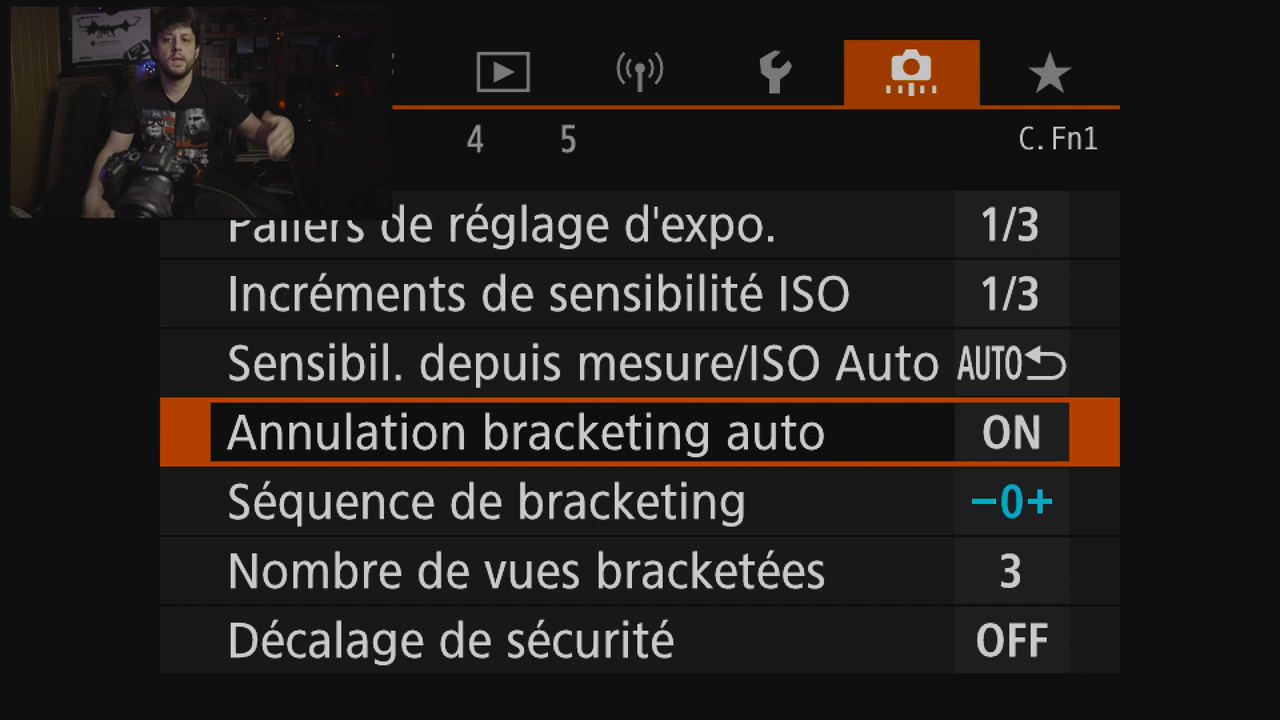 4 5
C.Fn1
Paliers de réglage d'expo. 1/3
Incréments de sensibilité ISO 1/3
Sensibil. depuis mesure/ISO Auto AUTO
Annulation bracketing auto ON
Séquence de bracketing −0+
Nombre de vues bracketées 3
Décalage de sécurité OFF